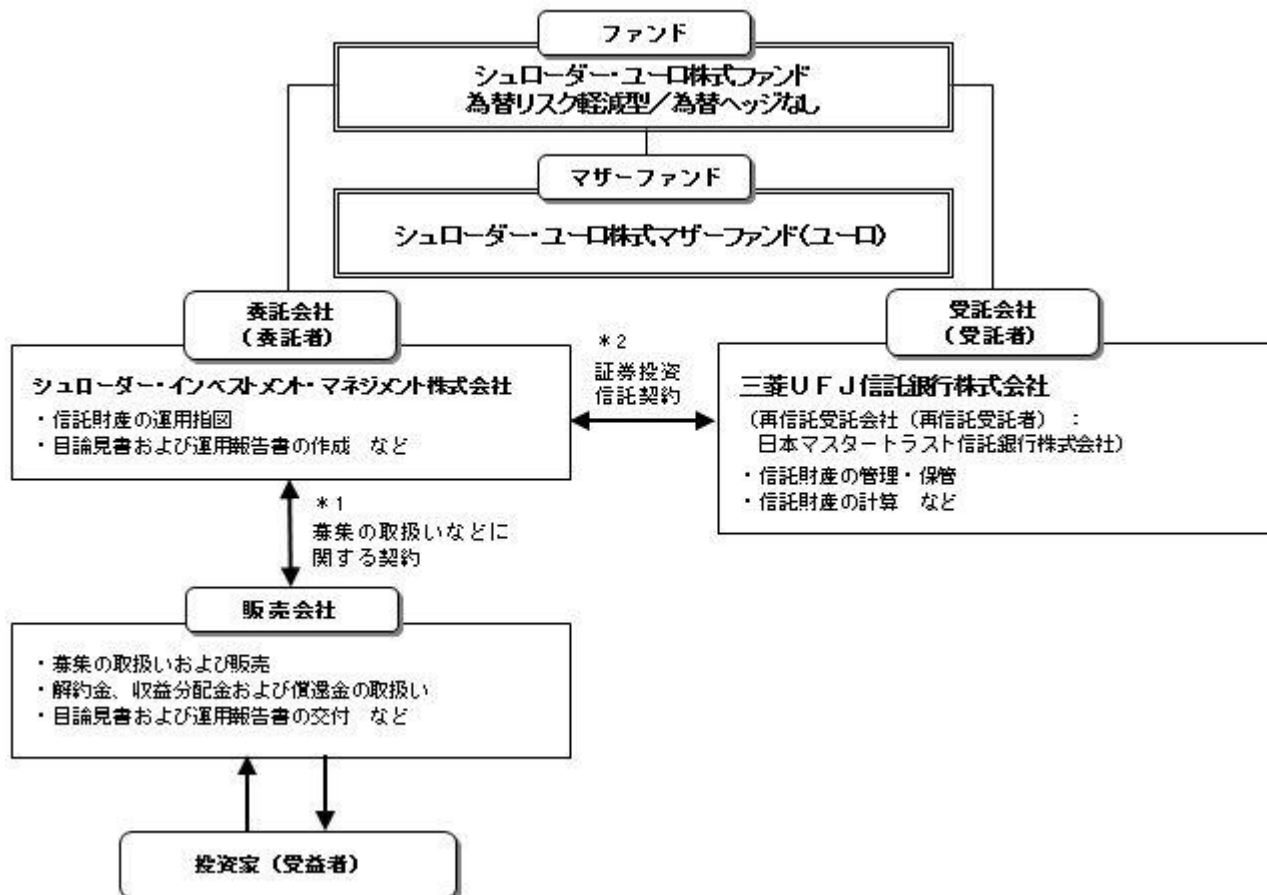 ファンド
シュローダー・ユーロ株式ファンド
為替リスク軽減型／為替ヘッジなし
マザーファンド
シュローダー・ユーロ株式マザーファンド(ユーロ)
委託会社
(委託者)
シュローダー・インベストメント・マネジメント株式会社
・信託財産の運用指図
・目論見書および運用報告書の作成　など
*2
証券投資
信託契約
受託会社
(受託者)
三菱ＵＦＪ信託銀行株式会社
(再信託受託会社（再信託受託者）：
日本マスタートラスト信託銀行株式会社)
・信託財産の管理・保管
・信託財産の計算　など
*1
募集の取扱いなどに
関する契約
販売会社
・募集の取扱いおよび販売
・解約金、収益分配金および償還金の取扱い
・目論見書および運用報告書の交付　など
投資家（受益者）